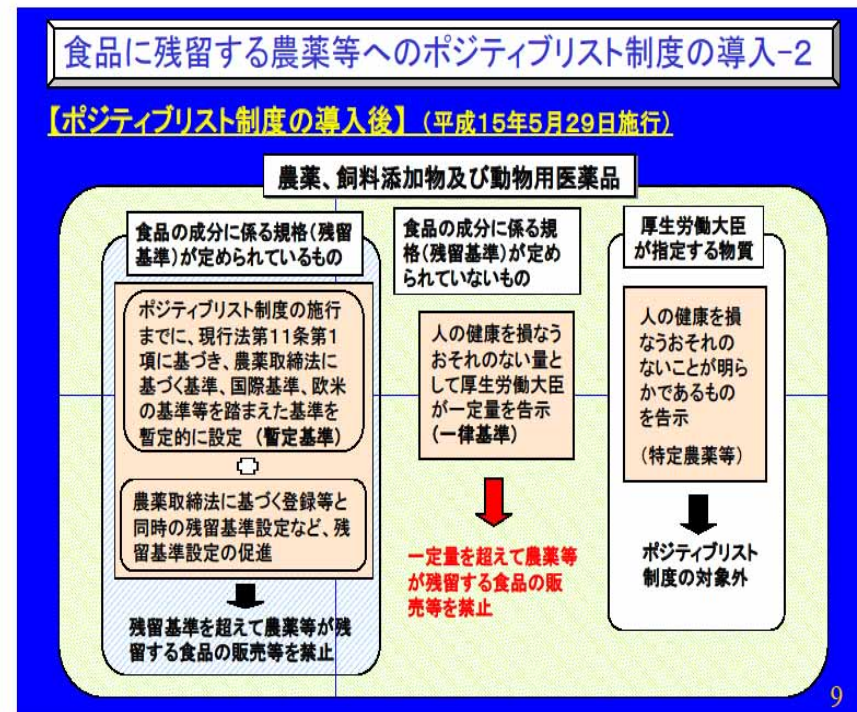 食品に残留する農薬等へのポジティブリスト制度の導入-2
【ポジティブリスト制度の導入後】（平成15年5月29日施行）
農薬、飼料添加物及び動物用医薬品
食品の成分に係る規格(残留
基準)が定められているもの
ポジティブリスト制度の施行
までに、現行法第11条第1
項に基づき、農薬取締法に
基づく基準、国際基準、欧米
の基準等を踏まえた基準を
暫定的に設定 (暫定基準)
農薬取締法に基づく登録等と
同時の残留基準設定など、残
留基準設定の促進
残留基準を超えて農薬等が残
留する食品の販売等を禁止
食品の成分に係る規
格(残留基準)が定め
られていないもの
人の健康を損なう
おそれのない量と
して厚生労働大臣
が一定量を告示
(一律基準)
一定量を超えて農薬等
が残留する食品の販
売等を禁止
厚生労働大臣
が指定する物質
人の健康を損
なうおそれの
ないことが明ら
かであるもの
を告示
(特定農薬等)
ポジティブリスト
制度の対象外
9